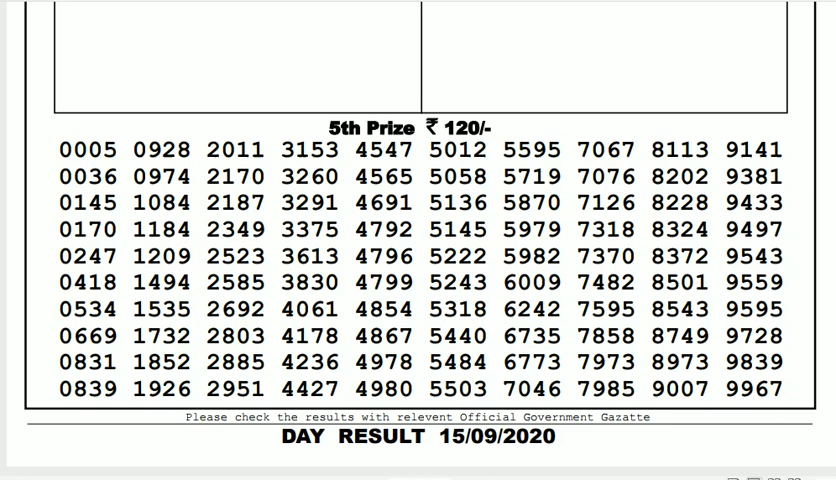 5th Prize ₹ 120/-
0005 0928 2011 3153 4547 5012 5595 7067 8113 9141
0036 0974 2170 3260 4565 5058 5719 7076 8202 9381
0145 1084 2187 3291 4691 5136 5870 7126 8228 9433
0170 1184 2349 3375 4792 5145 5979 7318 8324 9497
0247 1209 2523 3613 4796 5222 5982 7370 8372 9543
0418 1494 2585 3830 4799 5243 6009 7482 8501 9559
0534 1535 2692 4061 4854 5318 6242 7595 8543 9595
0669 1732 2803 4178 4867 5440 6735 7858 8749 9728
0831 1852 2885 4236 4978 5484 6773 7973 8973 9839
0839 1926 2951 4427 4980 5503 7046 7985 9007 9967
Please check the results with relevent Official Government Gazatte
DAY RESULT 15/09/2020